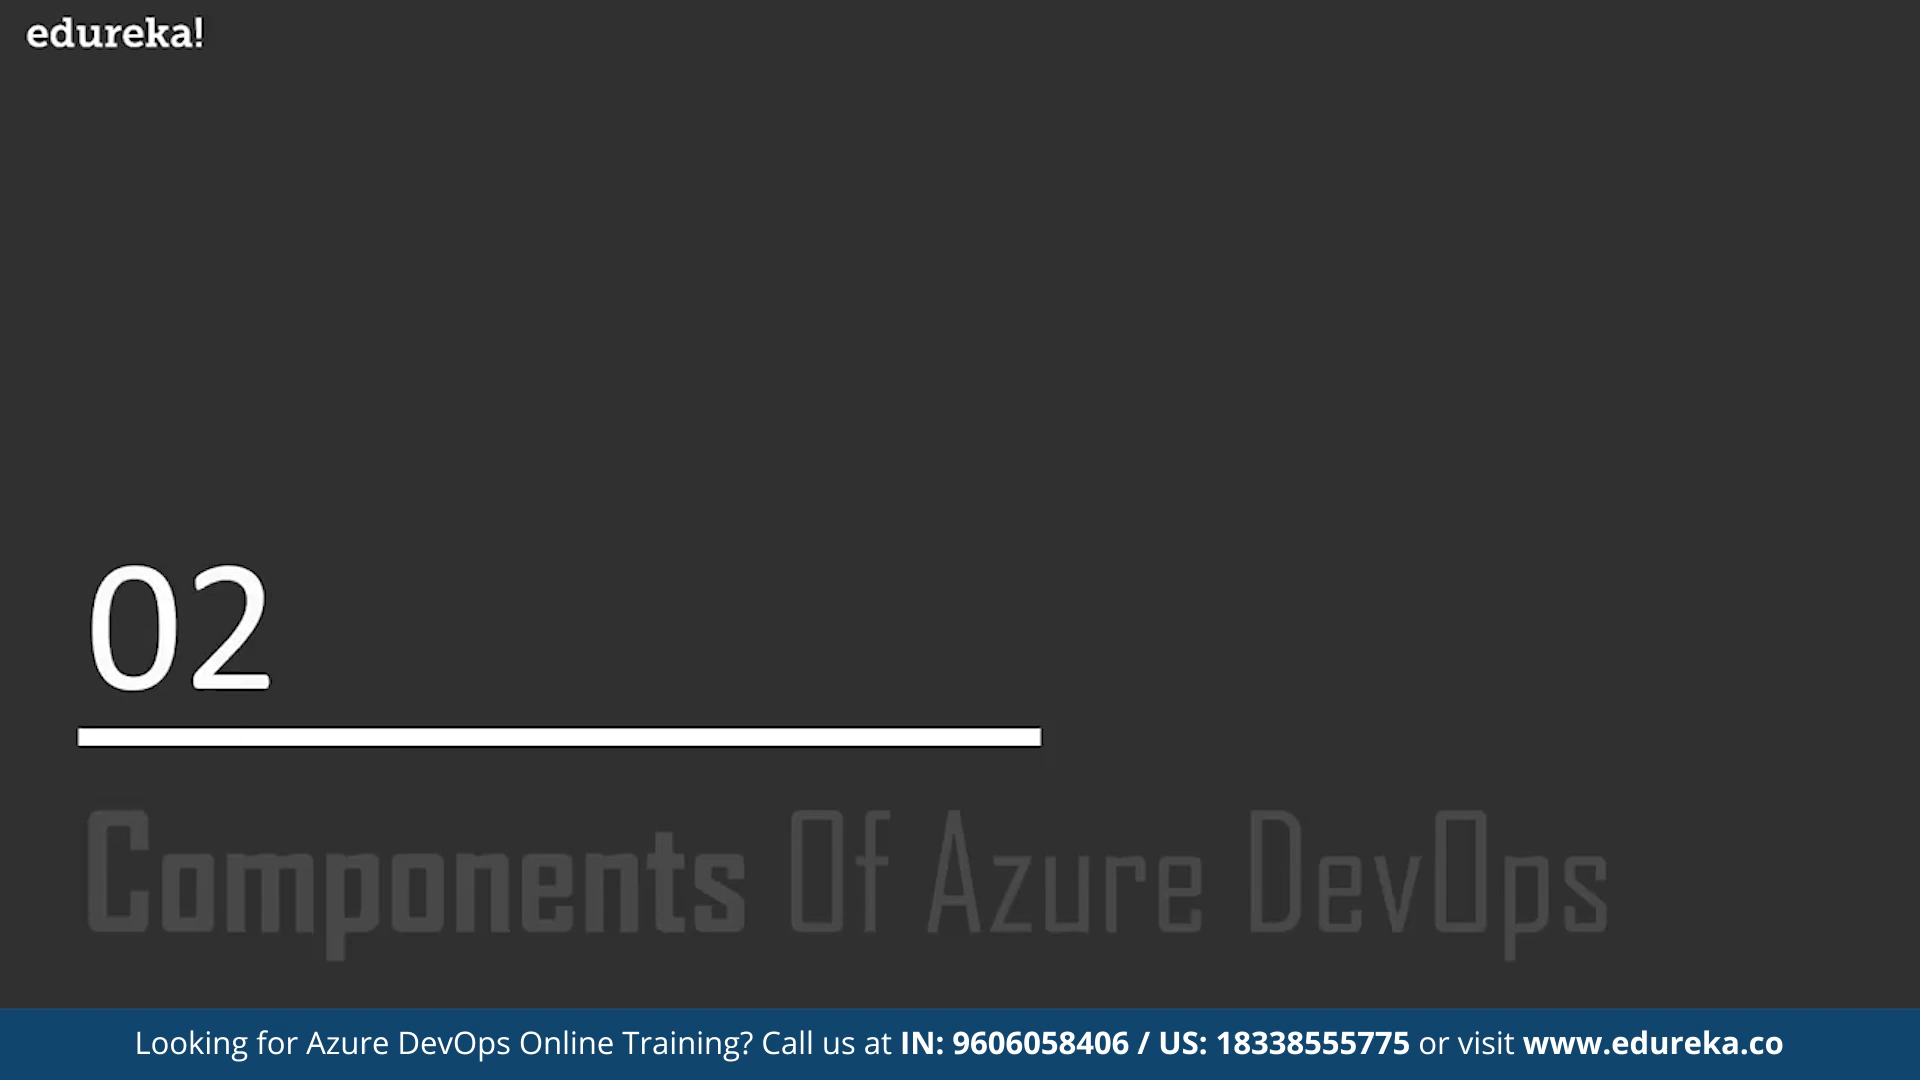 edureka!
02
Components Of Azure DevOps
Looking for Azure DevOps Online Training? Call us at IN: 9606058406 / US: 18338555775 or visit www.edureka.co